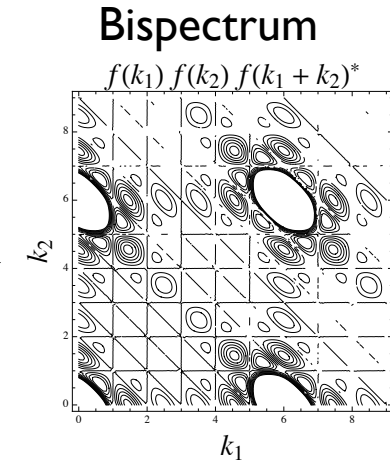 Bispectrum
f(k₁) f(k₂) f(k₁ + k₂)*
8
6
k₂
4
2
0
0 2 4 6 8
k₁